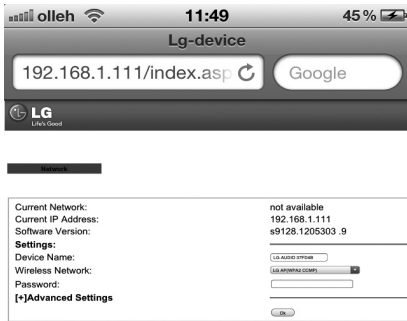 olleh 11:49 45 %
Lg-device
192.168.1.111/index.asp Google
LG
Life's Good
Network
Current Network: not available
Current IP Address: 192.168.1.111
Software Version: s9128.1205303 .9
Settings:
Device Name: LG AUDIO 37FD4B
Wireless Network: LG AP(WPA2 CCMP)
Password:
[+]Advanced Settings
Ok